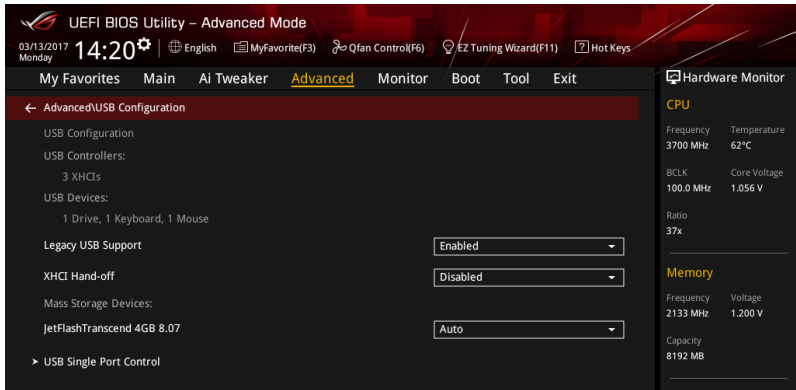 UEFI BIOS Utility – Advanced Mode
03/13/2017 Monday 14:20 English MyFavorite(F3) Qfan Control(F6) EZ Tuning Wizard(F11) ? Hot Keys
My Favorites Main Ai Tweaker Advanced Monitor Boot Tool Exit
Advanced\USB Configuration
USB Configuration
USB Controllers:
3 XHCIs
USB Devices:
1 Drive, 1 Keyboard, 1 Mouse
Legacy USB Support Enabled
XHCI Hand-off Disabled
Mass Storage Devices:
JetFlashTranscend 4GB 8.07 Auto
USB Single Port Control
Hardware Monitor
CPU
Frequency Temperature
3700 MHz 62°C
BCLK Core Voltage
100.0 MHz 1.056 V
Ratio
37x
Memory
Frequency Voltage
2133 MHz 1.200 V
Capacity
8192 MB